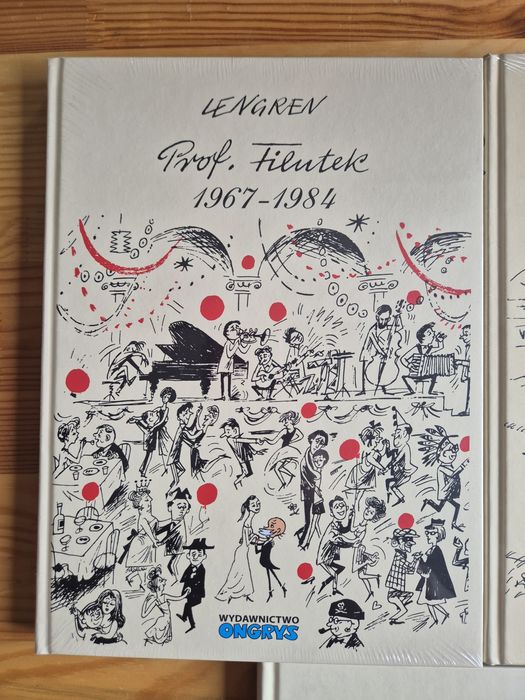 LENGREN
Prof. Filutek
1967-1984
WYDAWNICTWO
ONGRYS